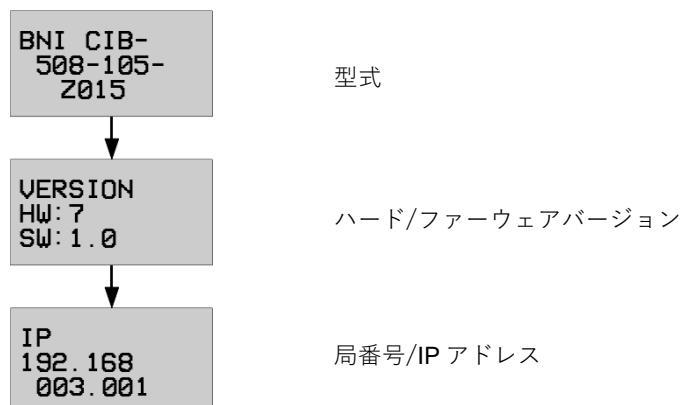 BNI CIB-
508-105-
Z015
型式
VERSION
HW:7
SW:1.0
ハード/ファーウェアバージョン
IP
192.168
003.001
局番号/IP アドレス